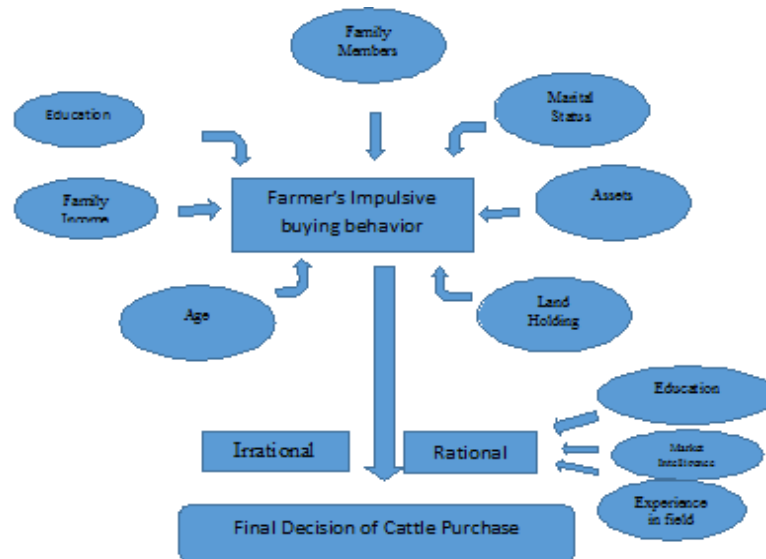 Family
Members
Education
Marital
Status
Family
Income
Farmer's Impulsive
buying behavior
Assets
Age
Land
Holding
Education
Irrational
Rational
Market
Intelligence
Experience
in field
Final Decision of Cattle Purchase